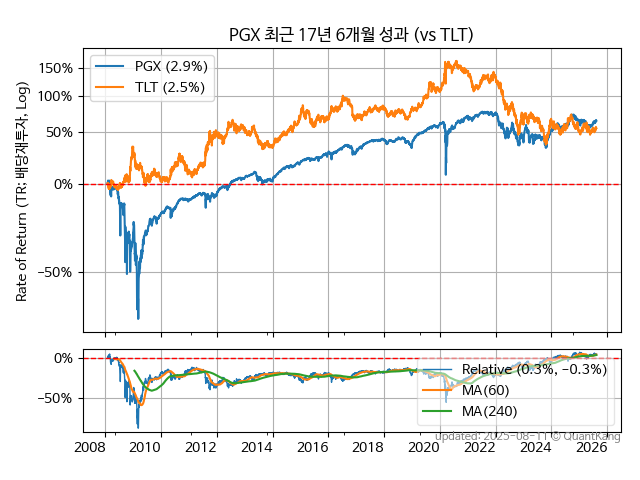 PGX 최근 17년 6개월 성과 (vs TLT)
Rate of Return (TR: 배당재투자, Log)
150%
100%
50%
0%
−50%
PGX (2.9%)
TLT (2.5%)
0%
−50%
Relative (0.3%, −0.3%)
MA(60)
MA(240)
2008 2010 2012 2014 2016 2018 2020 2022 2024 2026
updated: 2025-08-11 © QuantKang